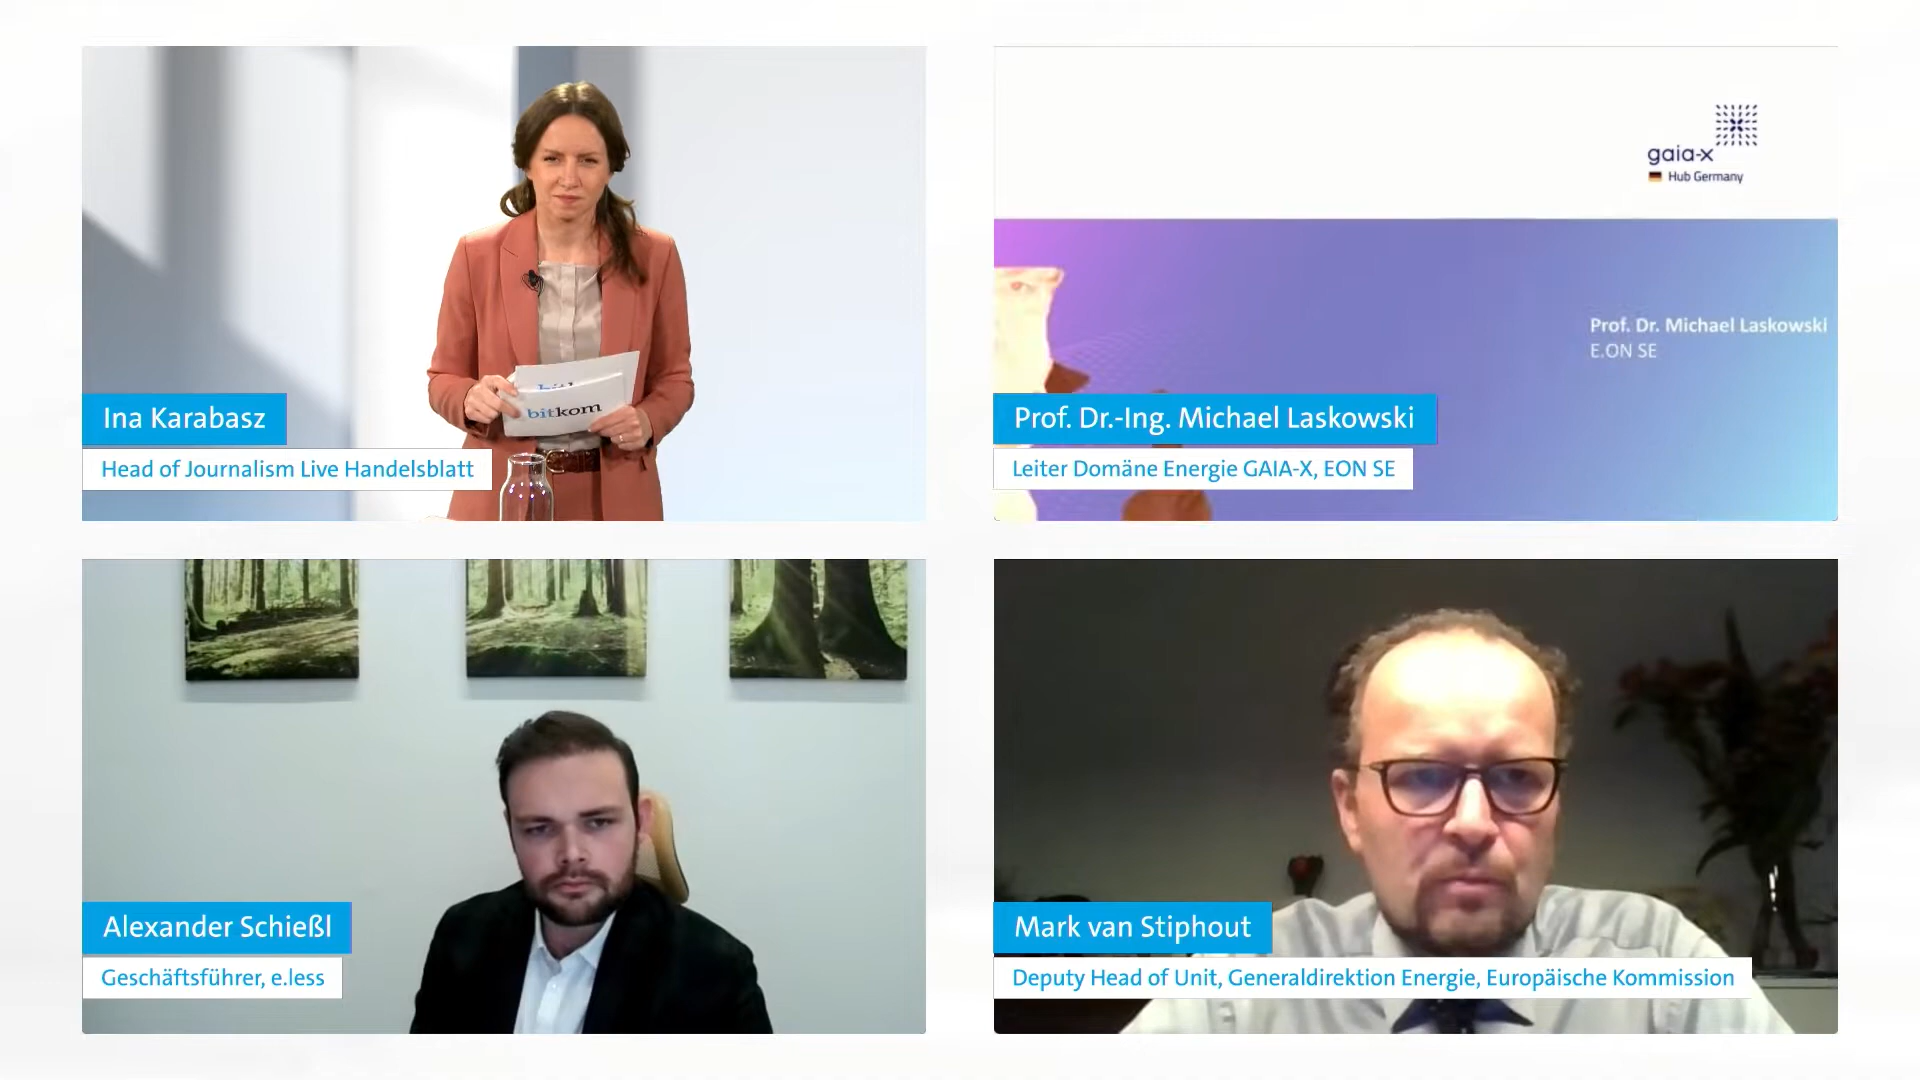 Ina Karabasz
Head of Journalism Live Handelsblatt
bitkom
gaia-x
Hub Germany
Prof. Dr. Michael Laskowski
E.ON SE
Prof. Dr.-Ing. Michael Laskowski
Leiter Domäne Energie GAIA-X, EON SE
Alexander Schießl
Geschäftsführer, e.less
Mark van Stiphout
Deputy Head of Unit, Generaldirektion Energie, Europäische Kommission